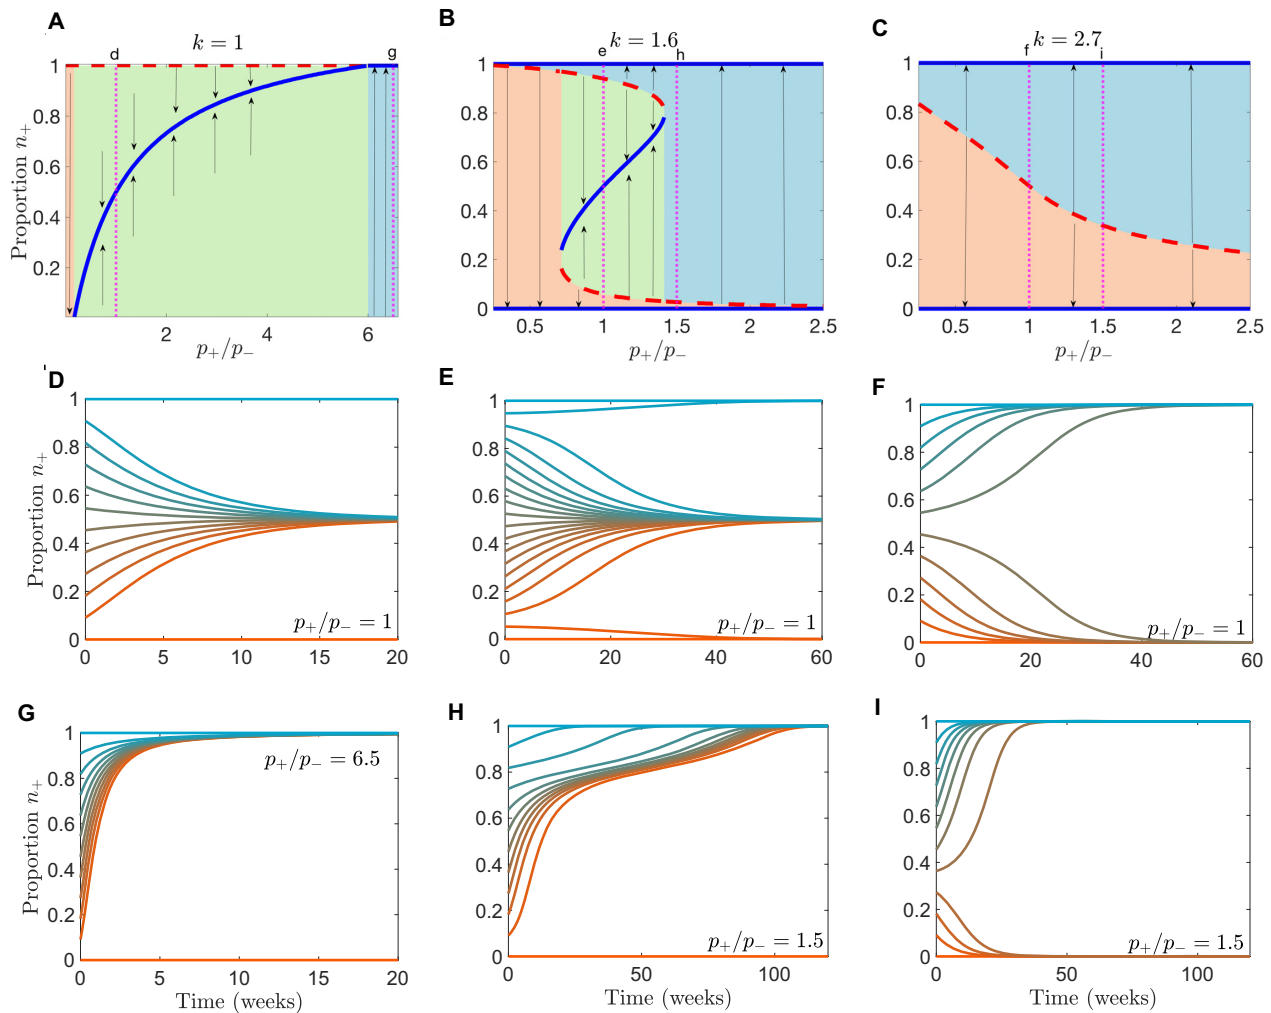 A
k = 1
d
g
1
0.8
0.6
0.4
0.2
2
4
6
Proportion n₊
p₊/p₋
B
k = 1.6
e
h
1
0.8
0.6
0.4
0.2
0
0.5
1
1.5
2
2.5
p₊/p₋
C
k = 2.7
f
i
1
0.8
0.6
0.4
0.2
0
0.5
1
1.5
2
2.5
p₊/p₋
D
1
0.8
0.6
0.4
0.2
0
0
5
10
15
20
Proportion n₊
p₊/p₋ = 1
E
1
0.8
0.6
0.4
0.2
0
0
20
40
60
p₊/p₋ = 1
F
1
0.8
0.6
0.4
0.2
0
0
20
40
60
p₊/p₋ = 1
G
1
0.8
0.6
0.4
0.2
0
0
5
10
15
20
Proportion n₊
p₊/p₋ = 6.5
Time (weeks)
H
1
0.8
0.6
0.4
0.2
0
0
50
100
p₊/p₋ = 1.5
Time (weeks)
I
1
0.8
0.6
0.4
0.2
0
0
50
100
p₊/p₋ = 1.5
Time (weeks)